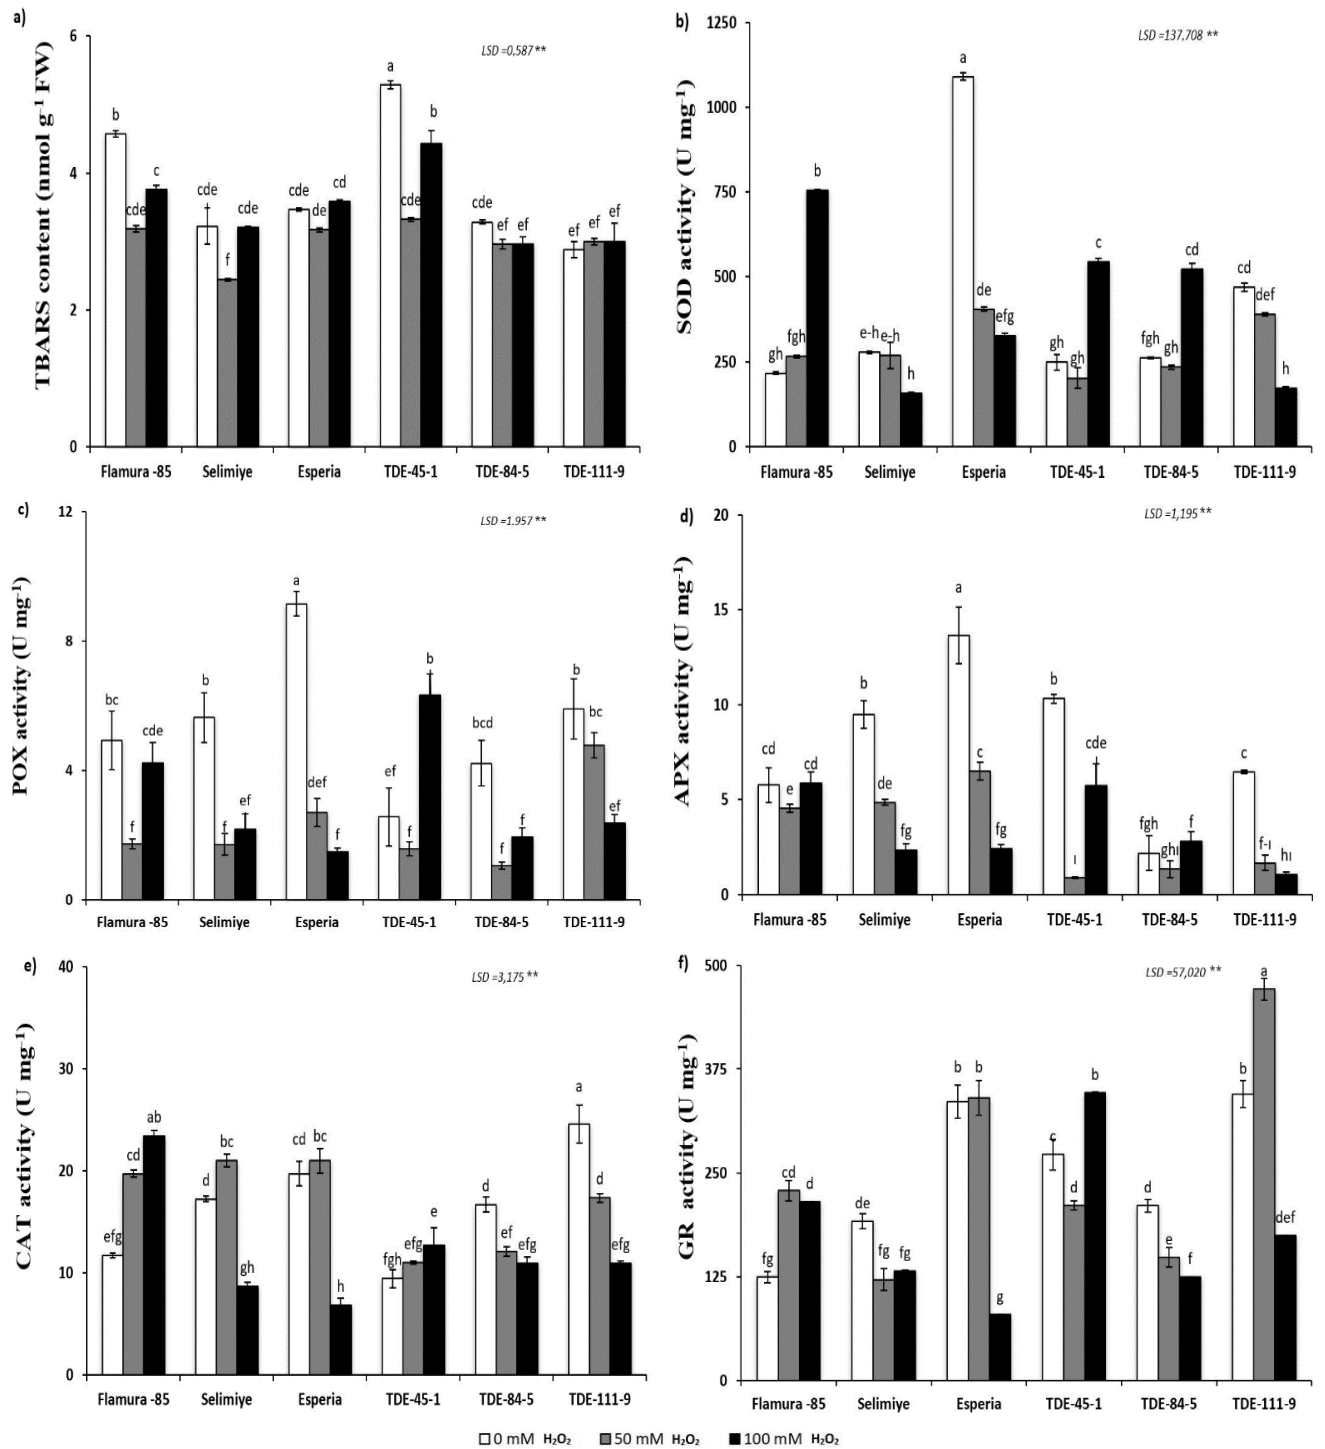 a)
TBARS content (nmol g⁻¹ FW)
LSD =0,587 **
6
4
2
0
b cde c
cde f cde
cde de cd
a cde b
cde ef ef
ef ef ef
Flamura -85 Selimiye Esperia TDE-45-1 TDE-84-5 TDE-111-9
b)
SOD activity (U mg⁻¹)
LSD =137,708 **
1250
1000
750
500
250
0
gh fgh b
e-h e-h h
a de efg
gh gh c
fgh gh cd
cd def h
Flamura -85 Selimiye Esperia TDE-45-1 TDE-84-5 TDE-111-9
c)
POX activity (U mg⁻¹)
LSD =1.957 **
12
8
4
0
bc f cde
b f ef
a def f
ef f b
bcd f f
b bc ef
Flamura -85 Selimiye Esperia TDE-45-1 TDE-84-5 TDE-111-9
d)
APX activity (U mg⁻¹)
LSD =1,195 **
20
15
10
5
0
cd e cd
b de fg
a c fg
b ı cde
fgh ghı f
c f-ı hı
Flamura -85 Selimiye Esperia TDE-45-1 TDE-84-5 TDE-111-9
e)
CAT activity (U mg⁻¹)
LSD =3,175 **
40
30
20
10
0
efg cd ab
d bc gh
cd bc h
fgh efg e
d ef efg
a d efg
Flamura -85 Selimiye Esperia TDE-45-1 TDE-84-5 TDE-111-9
f)
GR activity (U mg⁻¹)
LSD =57,020 **
500
375
250
125
0
fg cd d
de fg fg
b b g
c d b
d e f
b a def
Flamura -85 Selimiye Esperia TDE-45-1 TDE-84-5 TDE-111-9
0 mM H₂O₂ 50 mM H₂O₂ 100 mM H₂O₂